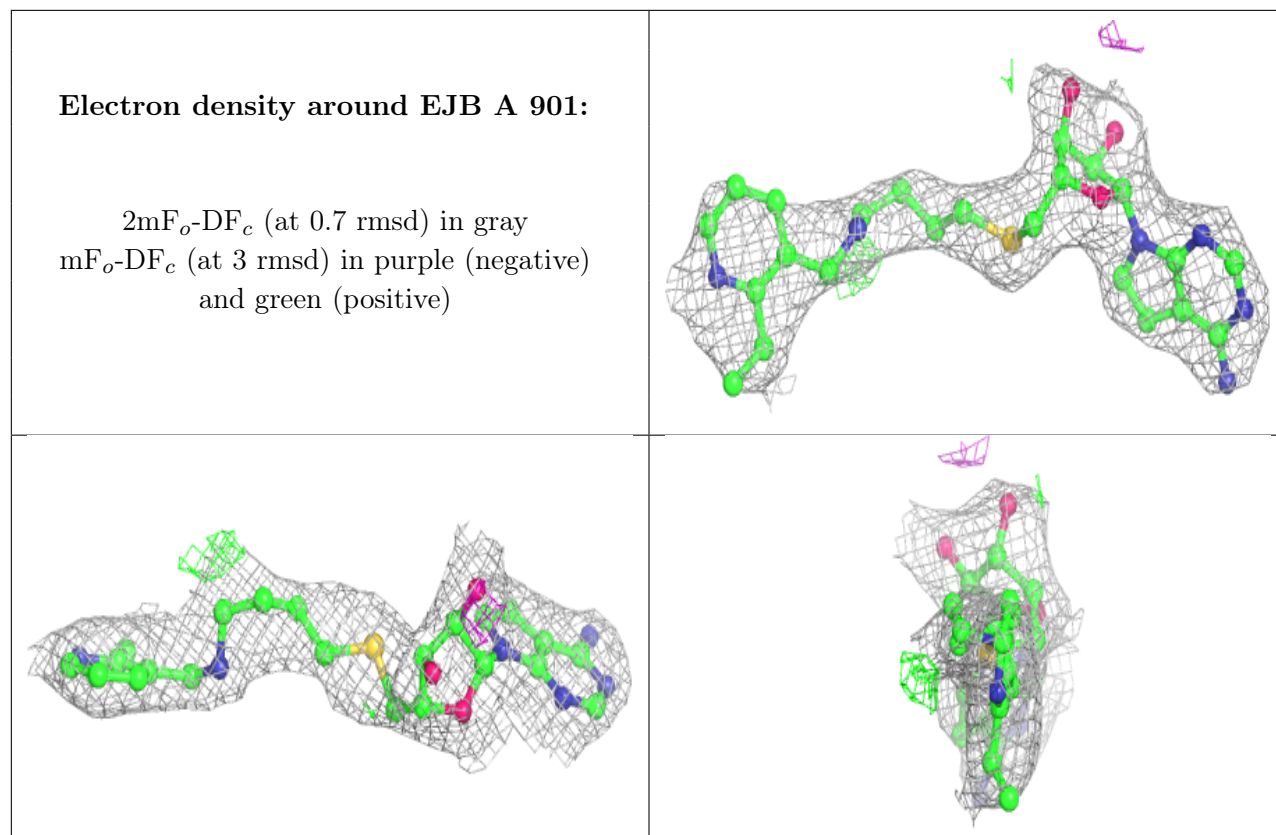 Electron density around EJB A 901:
2mFo-DFc (at 0.7 rmsd) in gray
mFo-DFc (at 3 rmsd) in purple (negative)
and green (positive)